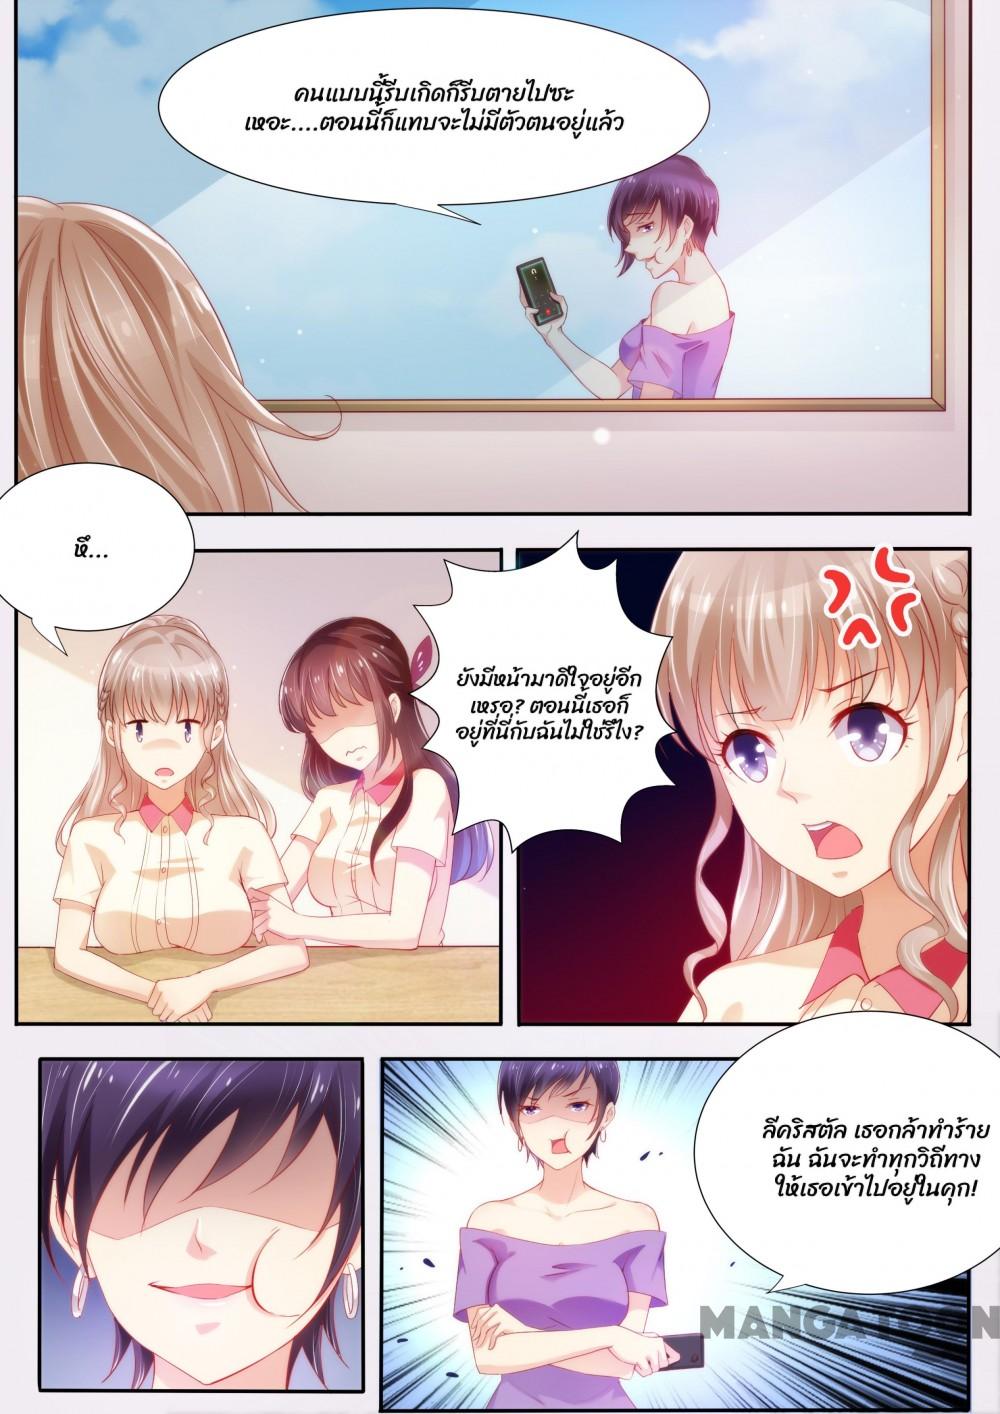 คนแบบนี้รีบเกิดก็รีบตายไปซะ
เหอะ....ตอนนี้ก็แทบจะไม่มีตัวตนอยู่แล้ว
หึ...
ยังมีหน้ามาดีใจอยู่อีก
เหรอ? ตอนนี้เธอก็
อยู่ที่นี่กับฉันไม่ใช่รึไง?
ลีคริสตัล เธอกล้าทำร้าย
ฉัน ฉันจะทำทุกวิถีทาง
ให้เธอเข้าไปอยู่ในคุก!
MANGATOON